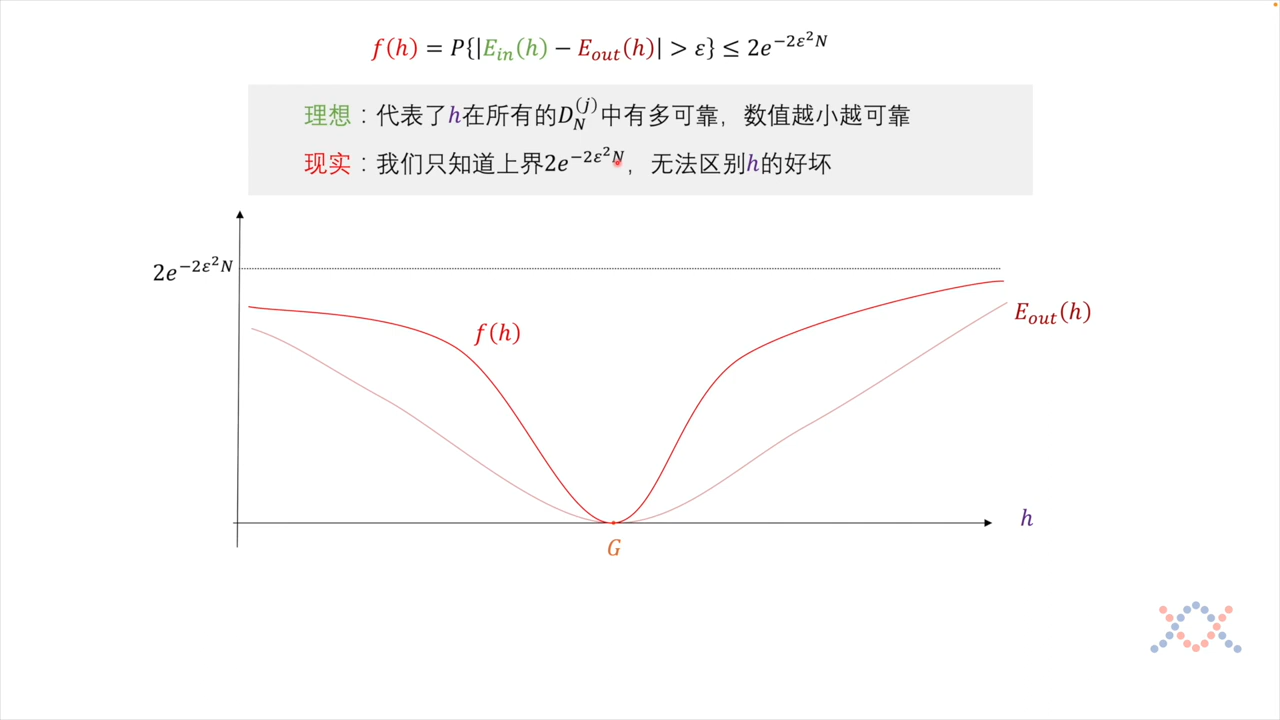 f(h) = P{|E_in(h) − E_out(h)| > ε} ≤ 2e^{−2ε²N}
理想：代表了h在所有的D_N^{(j)}中有多可靠，数值越小越可靠
现实：我们只知道上界2e^{−2ε²N}，无法区别h的好坏
2e^{−2ε²N}
E_out(h)
f(h)
h
G